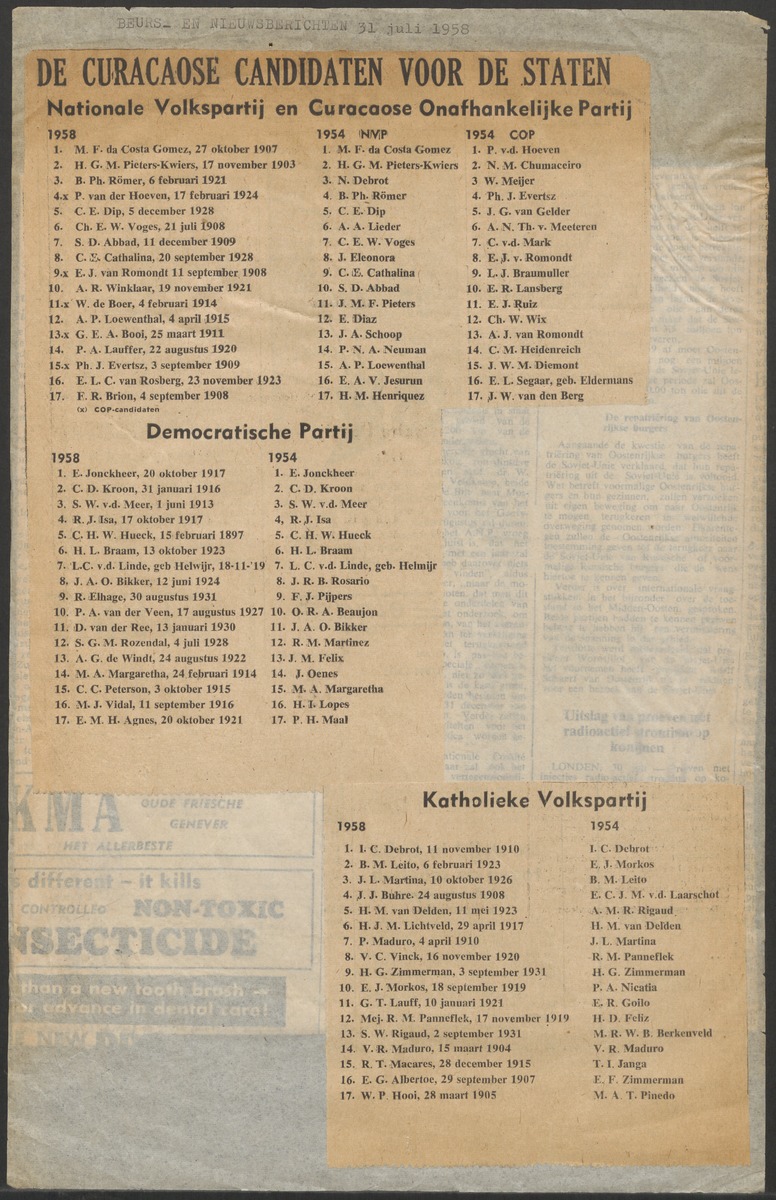 BEURS- EN NIEUWSBERICHTEN 31 juli 1958
DE CURACAOSE CANDIDATEN VOOR DE STATEN
Nationale Volkspartij en Curacaose Onafhankelijke Partij
1958
1. M. F. da Costa Gomez, 27 oktober 1907
2. H. G. M. Pieters-Kwiers, 17 november 1903
3. B. Ph. Römer, 6 februari 1921
4.x P. van der Hoeven, 17 februari 1924
5. C. E. Dip, 5 december 1928
6. Ch. E. W. Voges, 21 juli 1908
7. S. D. Abbad, 11 december 1909
8. C. E. Cathalina, 20 september 1928
9.x E. J. van Romondt 11 september 1908
10. A. R. Winklaar, 19 november 1921
11.x W. de Boer, 4 februari 1914
12. A. P. Loewenthal, 4 april 1915
13.x G. E. A. Booi, 25 maart 1911
14. P. A. Lauffer, 22 augustus 1920
15.x Ph. J. Evertsz, 3 september 1909
16. E. L. C. van Rosberg, 23 november 1923
17. F. R. Brion, 4 september 1908
(x) COP-candidaten
1954 NVP
1. M. F. da Costa Gomez
2. H. G. M. Pieters-Kwiers
3. N. Debrot
4. B. Ph. Römer
5. C. E. Dip
6. A. A. Lieder
7. C. E. W. Voges
8. J. Eleonora
9. C. E. Cathalina
10. S. D. Abbad
11. J. M. F. Pieters
12. E. Diaz
13. J. A. Schoop
14. P. N. A. Neuman
15. A. P. Loewenthal
16. E. A. V. Jesurun
17. H. M. Henriquez
1954 COP
1. P. v.d. Hoeven
2. N. M. Chumaceiro
3 W. Meijer
4. Ph. J. Evertsz
5. J. G. van Gelder
6. A. N. Th. v. Meeteren
7. C. v.d. Mark
8. E. J. v. Romondt
9. L. J. Braumuller
10. E. R. Lansberg
11. E. J. Ruiz
12. Ch. W. Wix
13. A. J. van Romondt
14. C. M. Heidenreich
15. J. W. M. Diemont
16. E. L. Segaar, geb. Eldermans
17. J. W. van den Berg
Democratische Partij
1958
1. E. Jonckheer, 20 oktober 1917
2. C. D. Kroon, 31 januari 1916
3. S. W. v.d. Meer, 1 juni 1913
4. R. J. Isa, 17 oktober 1917
5. C. H. W. Hueck, 15 februari 1897
6. H. L. Braam, 13 oktober 1923
7. L.C. v.d. Linde, geb Helwijr, 18-11-'19
8. J. A. O. Bikker, 12 juni 1924
9. R. Elhage, 30 augustus 1931
10. P. A. van der Veen, 17 augustus 1927
11. D. van der Ree, 13 januari 1930
12. S. G. M. Rozendal, 4 juli 1928
13. A. G. de Windt, 24 augustus 1922
14. M. A. Margaretha, 24 februari 1914
15. C. C. Peterson, 3 oktober 1915
16. M. J. Vidal, 11 september 1916
17. E. M. H. Agnes, 20 oktober 1921
1954
1. E. Jonckheer
2. C. D. Kroon
3. S. W. v.d. Meer
4, R. J. Isa
5. C. H. W. Hueck
6. H. L. Braam
7. L. C. v.d. Linde, geb. Helmijr
8. J. R. B. Rosario
9. F. J. Pijpers
10. O. R. A. Beaujon
11. J. A. O. Bikker
12. R. M. Martinez
13. J. M. Felix
14. J. Oenes
15. M. A. Margaretha
16. H. I. Lopes
17. P. H. Maal
Katholieke Volkspartij
1958
1. I. C. Debrot, 11 november 1910
2. B. M. Leito, 6 februari 1923
3. J. L. Martina, 10 oktober 1926
4. J. J. Buhre. 24 augustus 1908
5. H. M. van Delden, 11 mei 1923
6. H. J. M. Lichtveld, 29 april 1917
7. P. Maduro, 4 april 1910
8. V. C. Vinck, 16 november 1920
9. H. G. Zimmerman, 3 september 1931
10. E. J. Morkos, 18 september 1919
11. G. T. Lauff, 10 januari 1921
12. Mej. R. M. Panneflek, 17 november 1919
13. S. W. Rigaud, 2 september 1931
14. V. R. Maduro, 15 maart 1904
15. R. T. Macares, 28 december 1915
16. E. G. Albertoe, 29 september 1907
17. W. P. Hooi, 28 maart 1905
1954
I. C. Debrot
E. J. Morkos
B. M. Leito
E. C. J. M. v.d. Laarschot
A. M. R. Rigaud
H. M. van Delden
J. L. Martina
R. M. Panneflek
H. G. Zimmerman
P. A. Nicatia
E. R. Goilo
H. D. Feliz
M. R. W. B. Berkenveld
V. R. Maduro
T. I. Janga
E. F. Zimmerman
M. A. T. Pinedo
De repatriëring van Oosten-
rijkse burgers
Uitslag van proeven met
radioactief strontium op
konijnen
KMA
OUDE FRIESCHE
GENEVER
HET ALLERBESTE
different - it kills
CONTROLLED NON-TOXIC
INSECTICIDE
than a new tooth brush -
or advance in dental care!